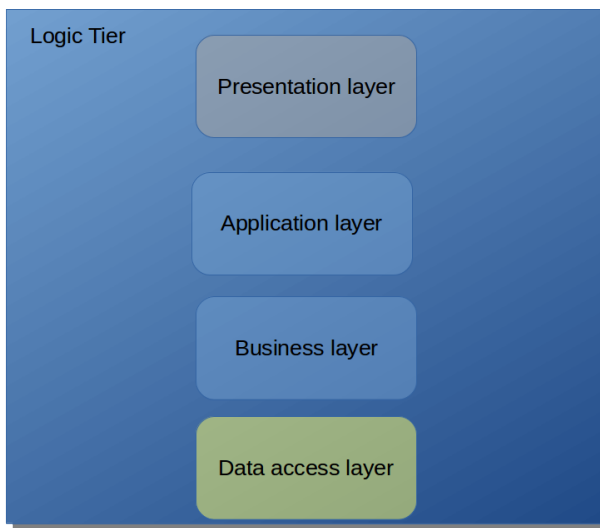 Logic Tier
Presentation layer
Application layer
Business layer
Data access layer